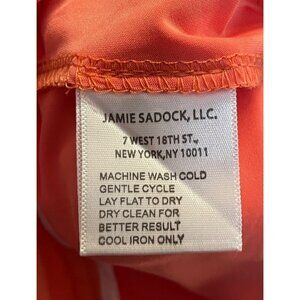 JAMIE SADOCK, LLC.
7 WEST 18TH ST.,
NEW YORK,NY 10011
MACHINE WASH COLD
GENTLE CYCLE
LAY FLAT TO DRY
DRY CLEAN FOR
BETTER RESULT
COOL IRON ONLY